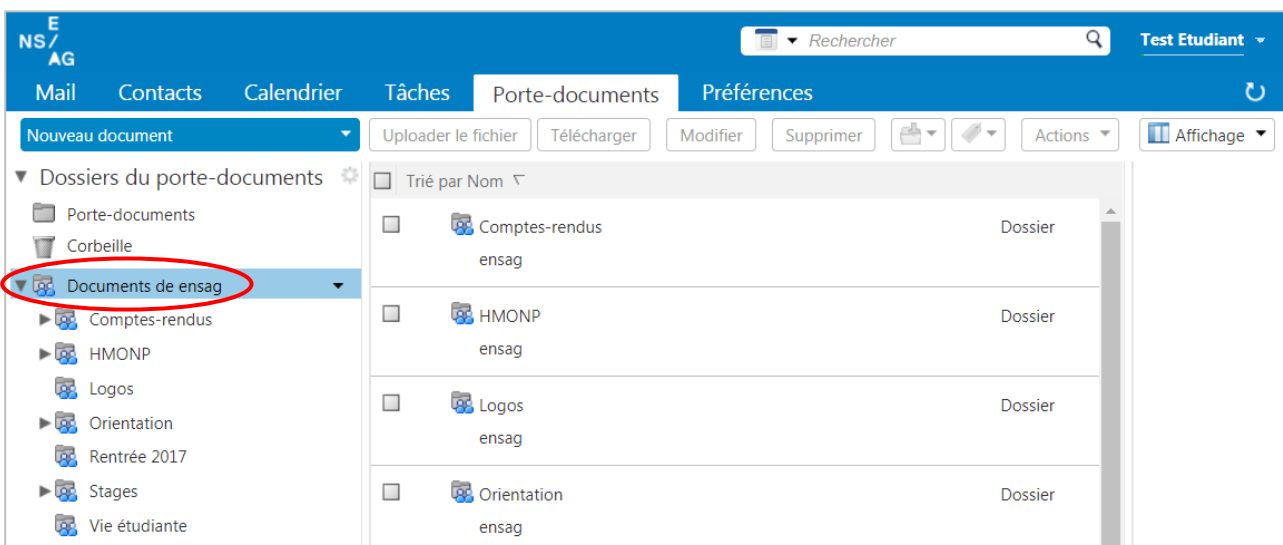 E
NS/
AG
Rechercher
Test Etudiant
Mail Contacts Calendrier Tâches Porte-documents Préférences
Nouveau document
Uploader le fichier Télécharger Modifier Supprimer Actions Affichage
Dossiers du porte-documents
Porte-documents
Corbeille
Documents de ensag
Comptes-rendus
HMONP
Logos
Orientation
Rentrée 2017
Stages
Vie étudiante
Trié par Nom
Comptes-rendus Dossier
ensag
HMONP Dossier
ensag
Logos Dossier
ensag
Orientation Dossier
ensag